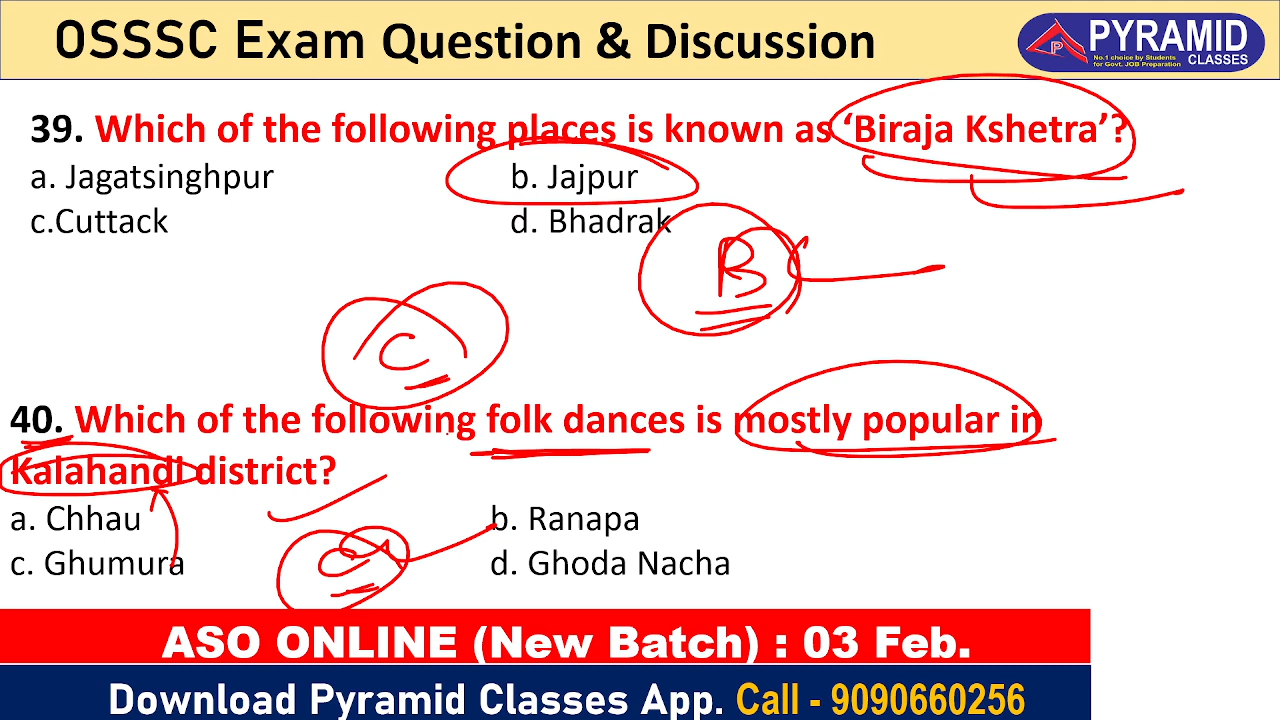 OSSSC Exam Question & Discussion
PYRAMID
CLASSES
No.1 choice by Students
for Govt. JOB Preparation
39. Which of the following places is known as ‘Biraja Kshetra’?
a. Jagatsinghpur b. Jajpur
c.Cuttack d. Bhadrak
B
C
40. Which of the following folk dances is mostly popular in
Kalahandi district?
a. Chhau b. Ranapa
c. Ghumura d. Ghoda Nacha
C
ASO ONLINE (New Batch) : 03 Feb.
Download Pyramid Classes App. Call - 9090660256